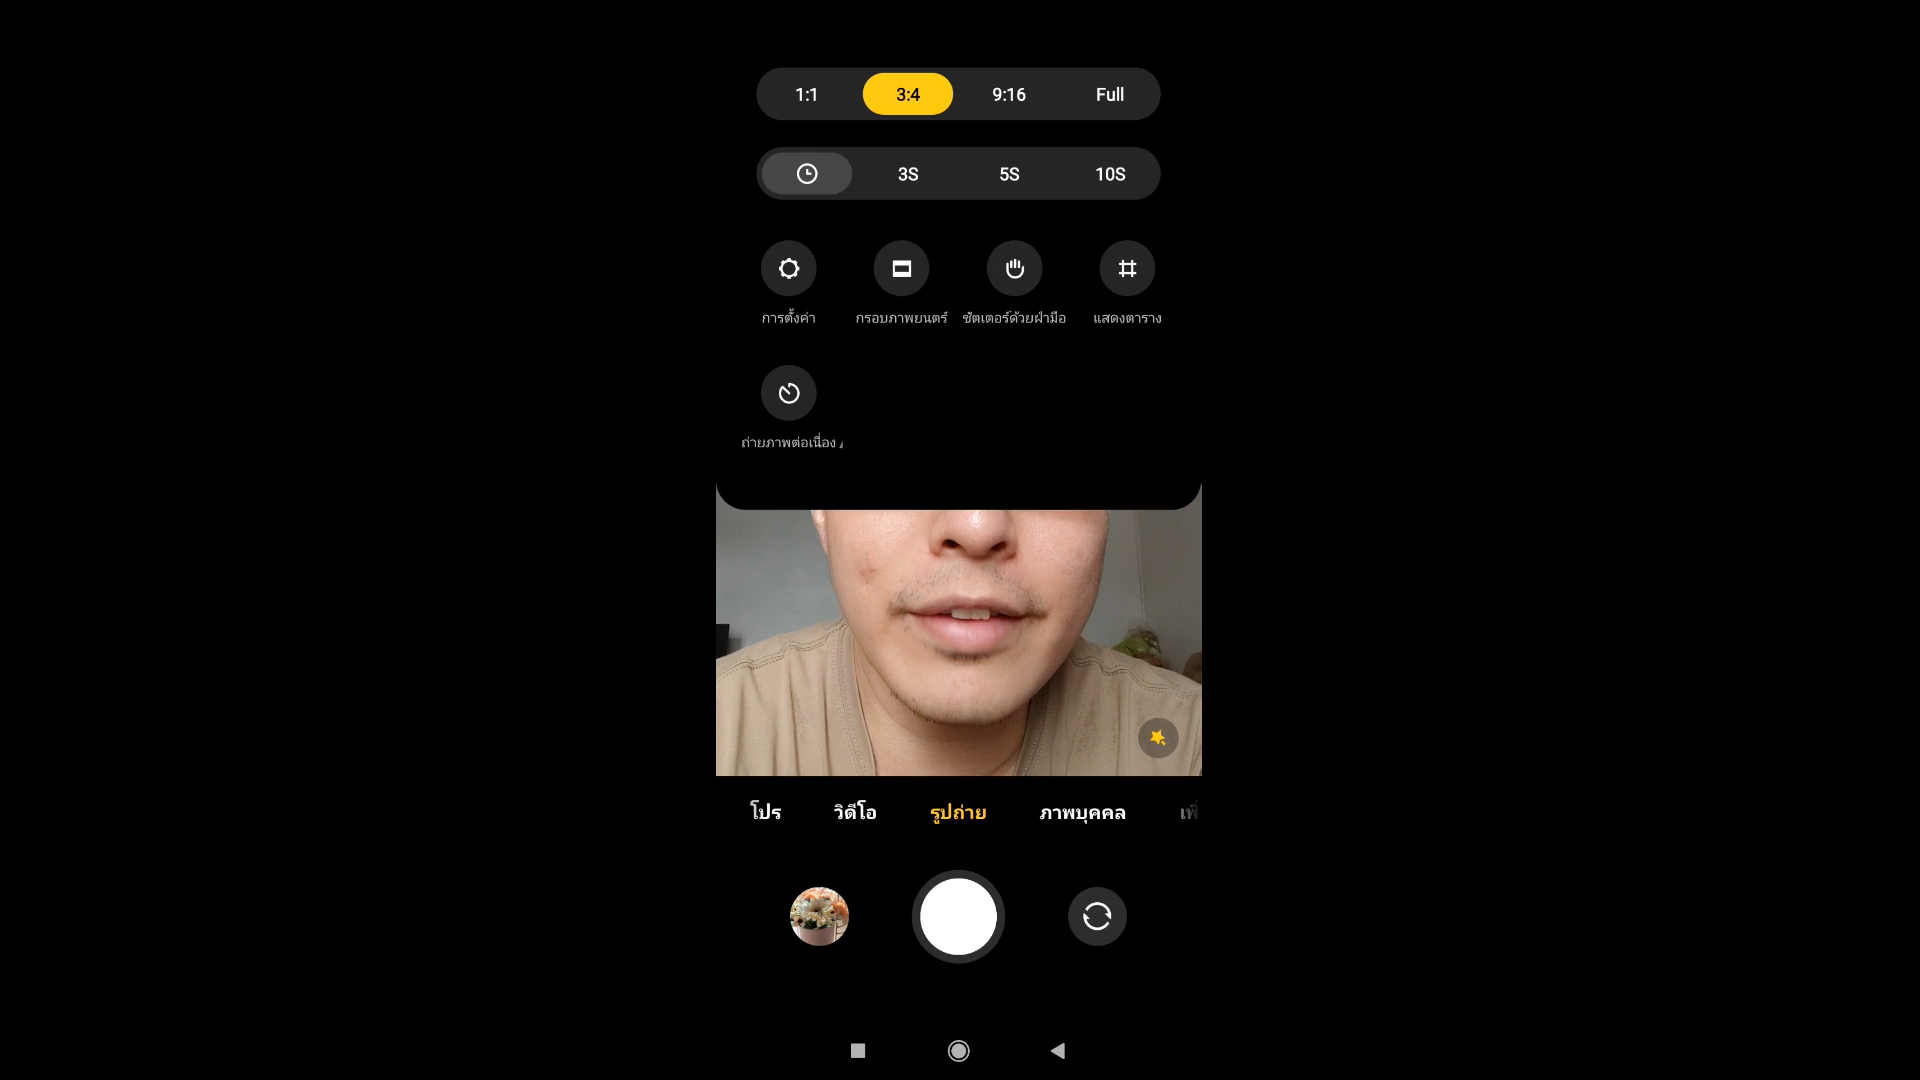 1:1 3:4 9:16 Full
3S 5S 10S
การตั้งค่า กรอบภาพยนตร์ ชัตเตอร์ด้วยฝ่ามือ แสดงตาราง
ถ่ายภาพต่อเนื่อง
โปร วิดีโอ รูปถ่าย ภาพบุคคล